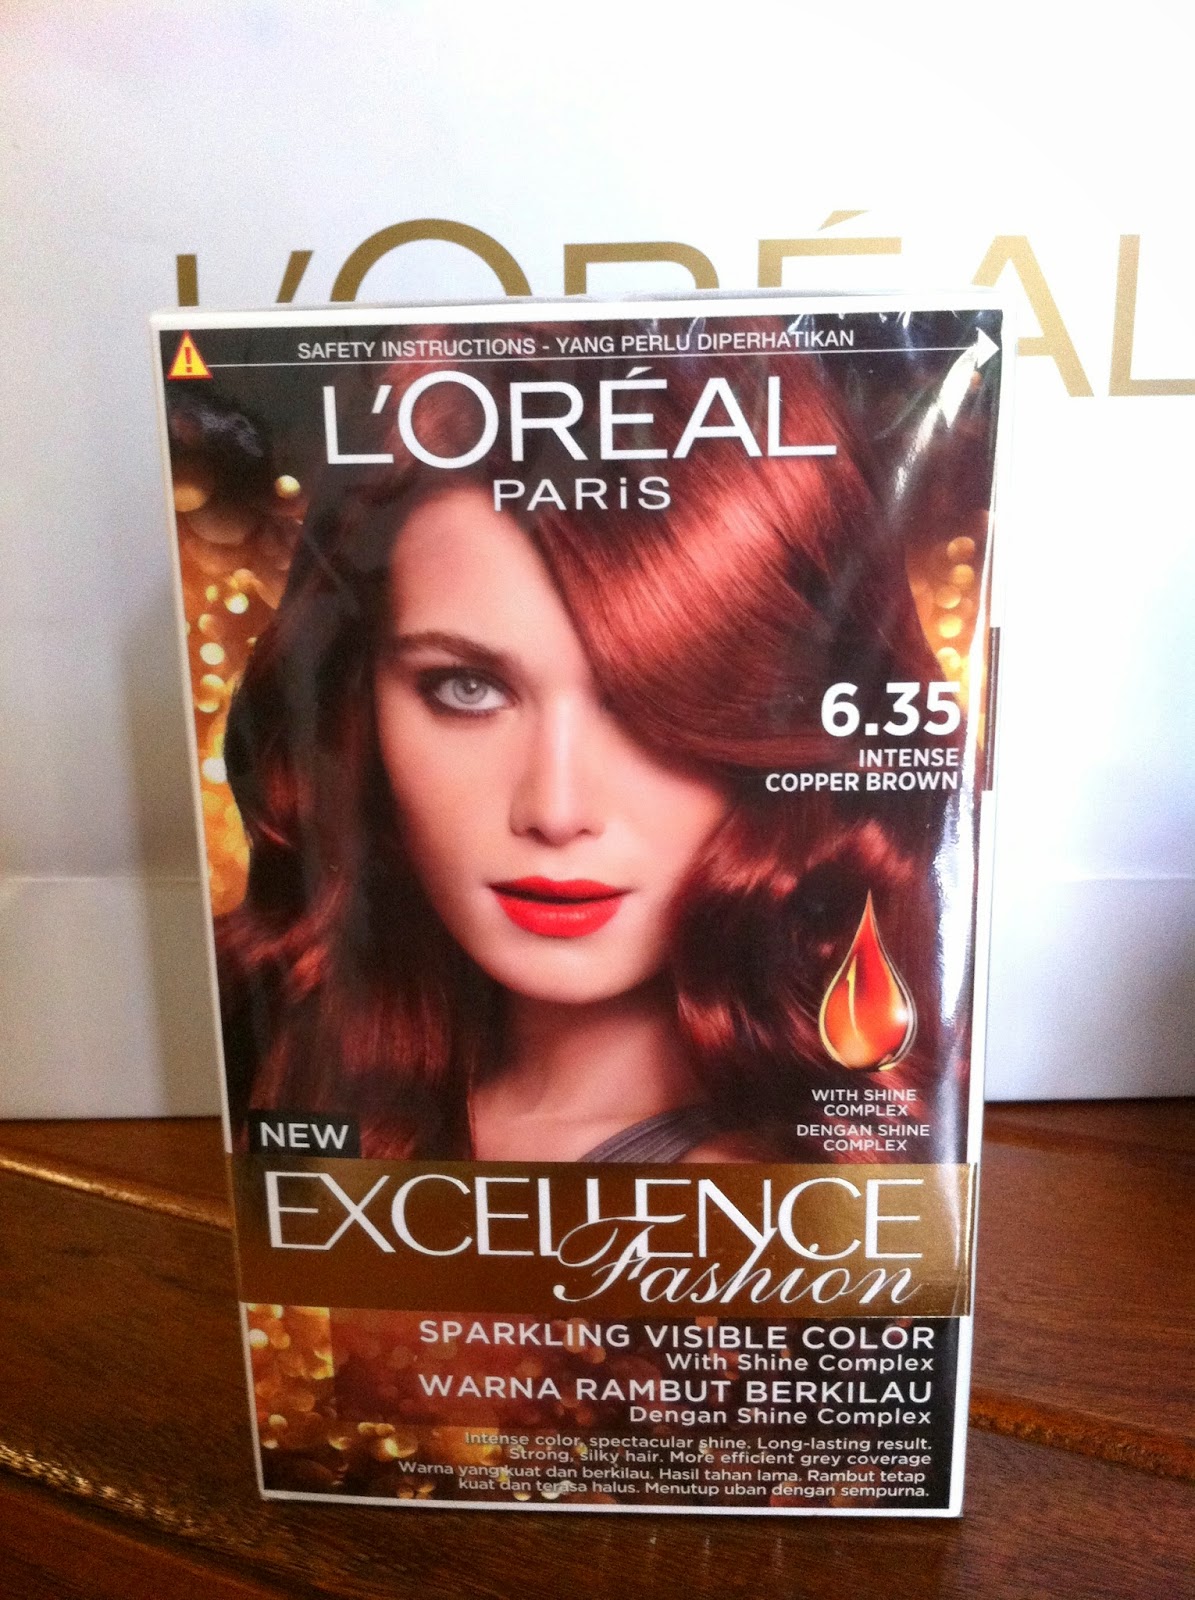 L'ORÉAL
SAFETY INSTRUCTIONS - YANG PERLU DIPERHATIKAN
L'ORÉAL
PARiS
6.35
INTENSE
COPPER BROWN
WITH SHINE
COMPLEX
DENGAN SHINE
COMPLEX
NEW
EXCELLENCE
Fashion
SPARKLING VISIBLE COLOR
With Shine Complex
WARNA RAMBUT BERKILAU
Dengan Shine Complex
Intense color, spectacular shine. Long-lasting result.
Strong, silky hair. More efficient grey coverage
Warna yang kuat dan berkilau. Hasil tahan lama. Rambut tetap
kuat dan terasa halus. Menutup uban dengan sempurna.